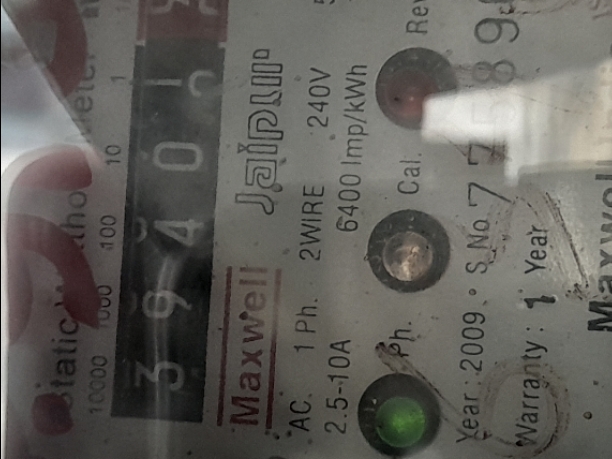 10000 1000 100 10 1
3 9 4 0
Maxwell Jaipur
AC. 1 Ph. 2WIRE 240V
2.5-10A 6400 Imp/kWh
Ph. Cal. Rev
Year : 2009. S.No.
Warranty : 1 Year
Maxwell